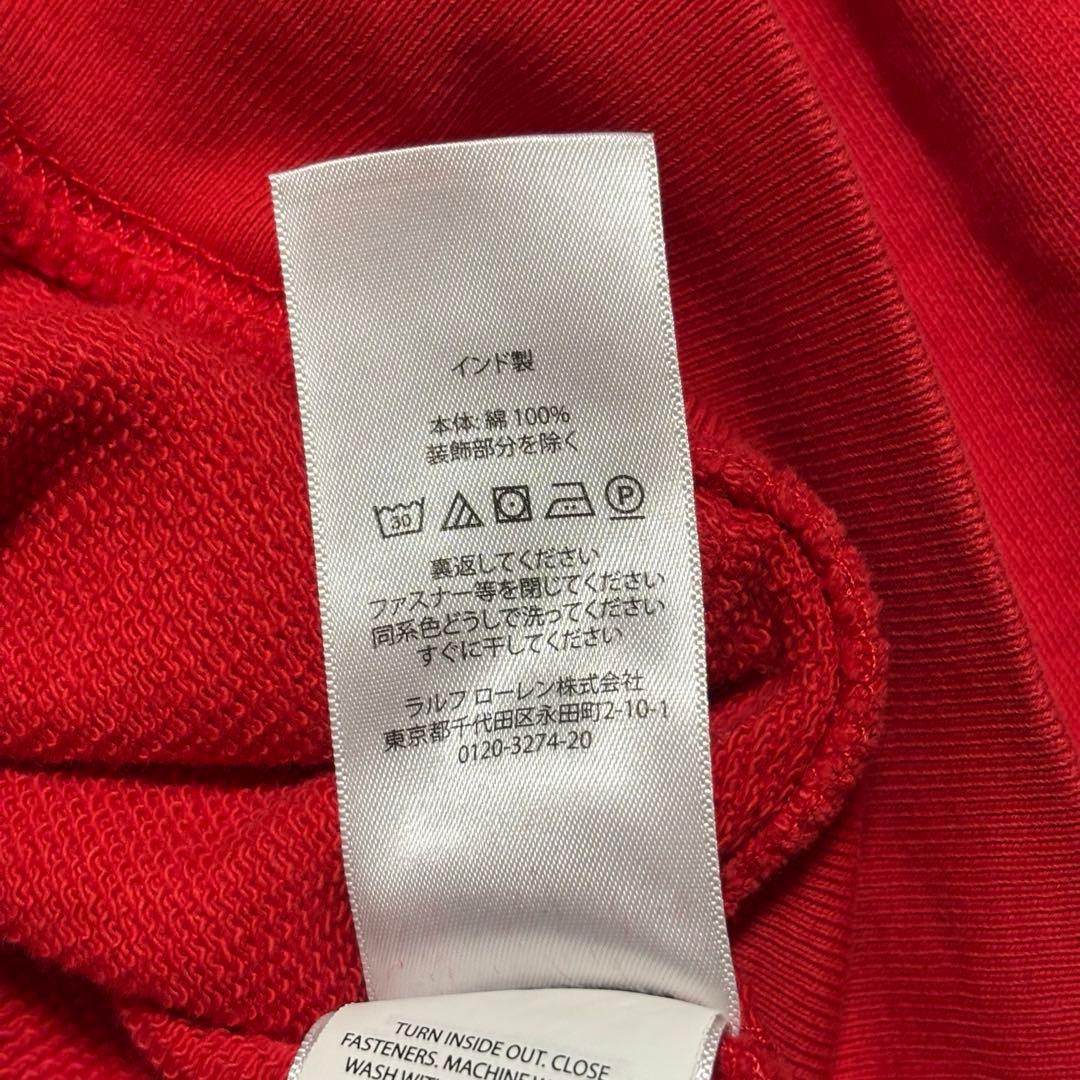 インド製
本体: 綿 100%
装飾部分を除く
30 P
裏返してください
ファスナー等を閉じてください
同系色どうしで洗ってください
すぐに干してください
ラルフ ローレン株式会社
東京都千代田区永田町2-10-1
0120-3274-20
TURN INSIDE OUT. CLOSE
FASTENERS. MACHINE
WASH